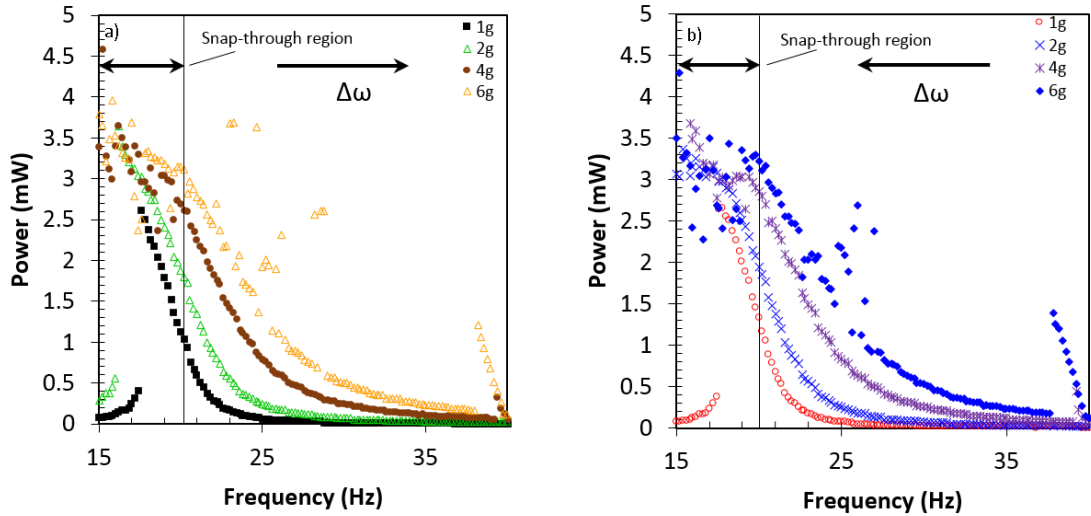 a)
Snap-through region
Δω
1g
2g
4g
6g
5
4.5
4
3.5
3
2.5
2
1.5
1
0.5
0
Power (mW)
15
25
35
Frequency (Hz)
b)
Snap-through region
Δω
1g
2g
4g
6g
5
4.5
4
3.5
3
2.5
2
1.5
1
0.5
0
Power (mW)
15
25
35
Frequency (Hz)